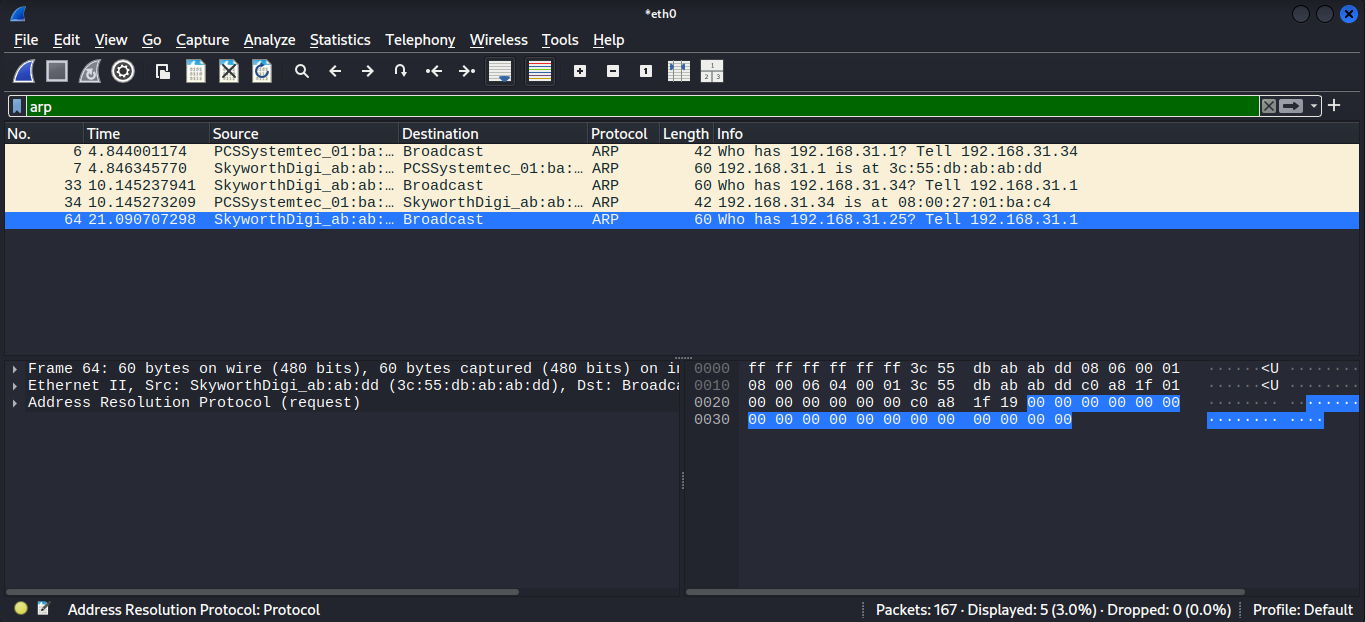 *eth0
File Edit View Go Capture Analyze Statistics Telephony Wireless Tools Help
arp
No. Time Source Destination Protocol Length Info
6 4.844001174 PCSSystemtec_01:ba:… Broadcast ARP 42 Who has 192.168.31.1? Tell 192.168.31.34
7 4.846345770 SkyworthDigi_ab:ab:… PCSSystemtec_01:ba:… ARP 60 192.168.31.1 is at 3c:55:db:ab:ab:dd
33 10.145237941 SkyworthDigi_ab:ab:… Broadcast ARP 60 Who has 192.168.31.34? Tell 192.168.31.1
34 10.145273209 PCSSystemtec_01:ba:… SkyworthDigi_ab:ab:… ARP 42 192.168.31.34 is at 08:00:27:01:ba:c4
64 21.090707298 SkyworthDigi_ab:ab:… Broadcast ARP 60 Who has 192.168.31.25? Tell 192.168.31.1
Frame 64: 60 bytes on wire (480 bits), 60 bytes captured (480 bits) on in
Ethernet II, Src: SkyworthDigi_ab:ab:dd (3c:55:db:ab:ab:dd), Dst: Broadca
Address Resolution Protocol (request)
0000 ff ff ff ff ff ff 3c 55 db ab ab dd 08 06 00 01 ······<U ········
0010 08 00 06 04 00 01 3c 55 db ab ab dd c0 a8 1f 01 ······<U ········
0020 00 00 00 00 00 00 c0 a8 1f 19 00 00 00 00 00 00 ········ ········
0030 00 00 00 00 00 00 00 00 00 00 00 00 ········ ····
Address Resolution Protocol: Protocol
Packets: 167 · Displayed: 5 (3.0%) · Dropped: 0 (0.0%)
Profile: Default